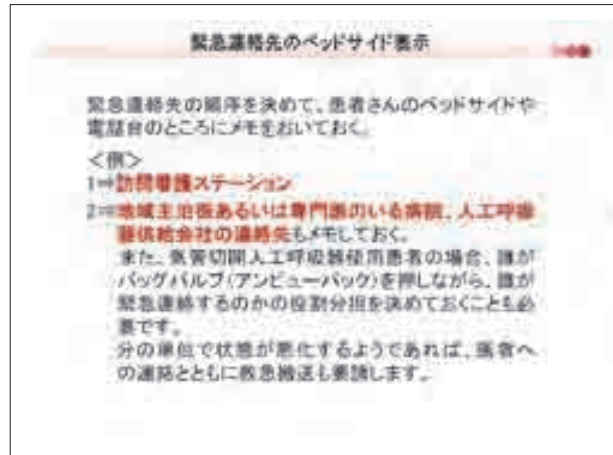 緊急連絡先のベッドサイド表示
緊急連絡先の順序を決めて、患者さんのベッドサイドや
電話台のところにメモをおいておく。
＜例＞
1⇒訪問看護ステーション
2⇒地域主治医あるいは専門医のいる病院、人工呼吸
器供給会社の連絡先もメモしておく。
また、気管切開人工呼吸器使用患者の場合、誰が
バッグバルブ(アンビューバック)を押しながら、誰が
緊急連絡するのかの役割分担を決めておくことも必
要です。
分の単位で状態が悪化するようであれば、医者へ
の連絡とともに救急搬送も要請します。